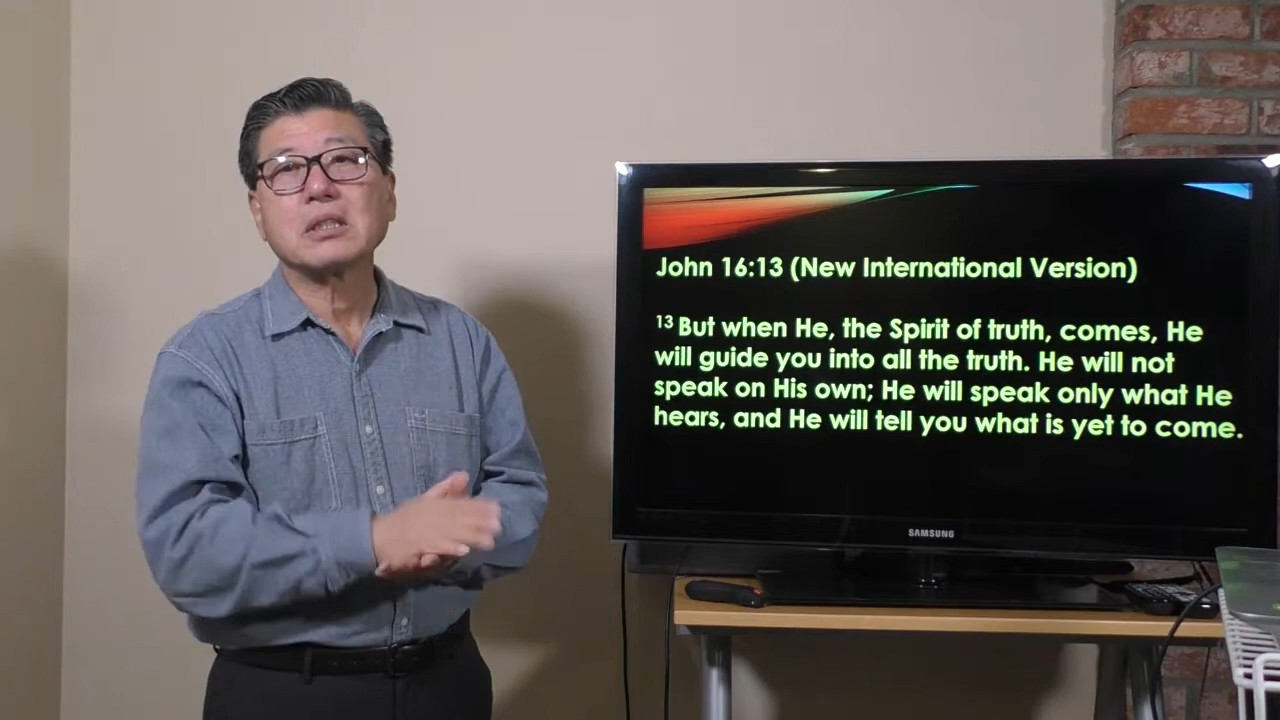 John 16:13 (New International Version)
13 But when He, the Spirit of truth, comes, He
will guide you into all the truth. He will not
speak on His own; He will speak only what He
hears, and He will tell you what is yet to come.
SAMSUNG